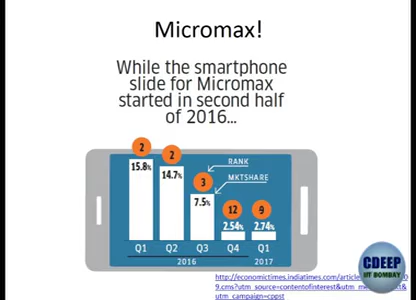 Micromax!
While the smartphone
slide for Micromax
started in second half
of 2016...
2 2 3 12 9
RANK
MKTSHARE
15.8% 14.7% 7.5% 2.54% 2.74%
Q1 Q2 Q3 Q4 Q1
2016 2017
http://economictimes.indiatimes.com/article
9.cms?utm_source=contentofinterest&utm_me
utm_campaign=cppst
CDEEP
IIT BOMBAY